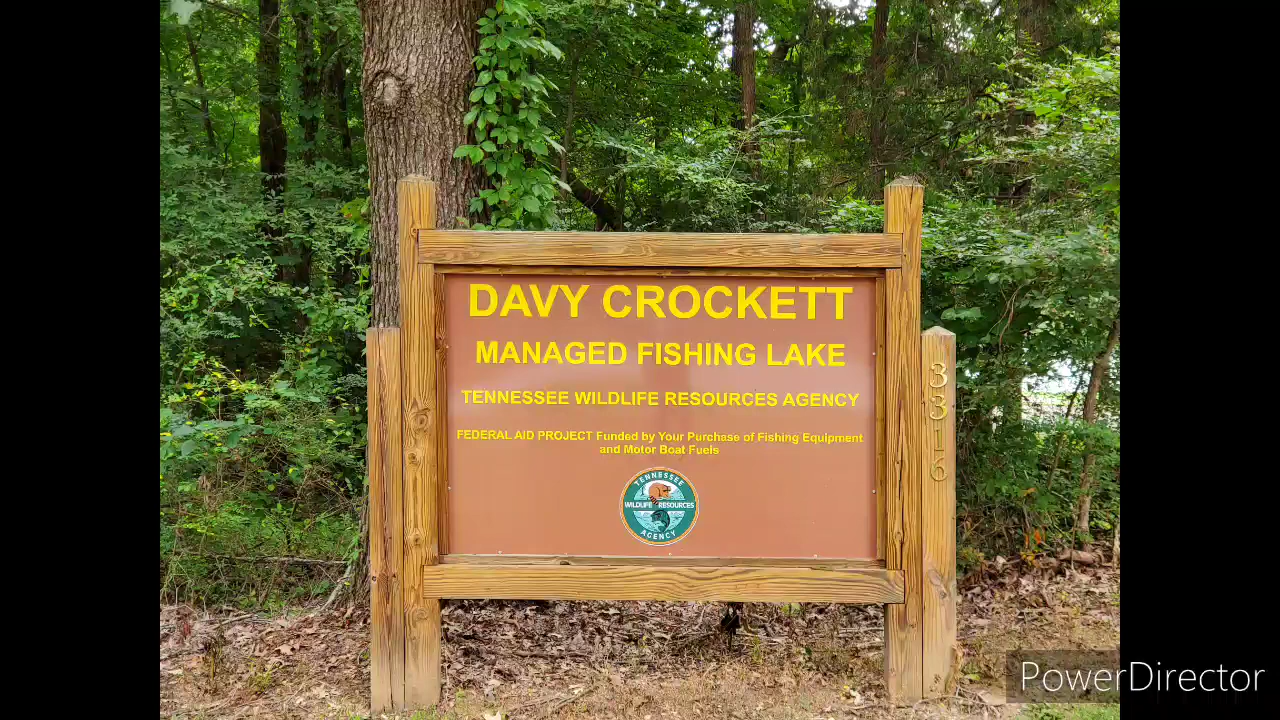 DAVY CROCKETT
MANAGED FISHING LAKE
TENNESSEE WILDLIFE RESOURCES AGENCY
FEDERAL AID PROJECT Funded by Your Purchase of Fishing Equipment
and Motor Boat Fuels
TENNESSEE
WILDLIFE RESOURCES
AGENCY
3316
PowerDirector